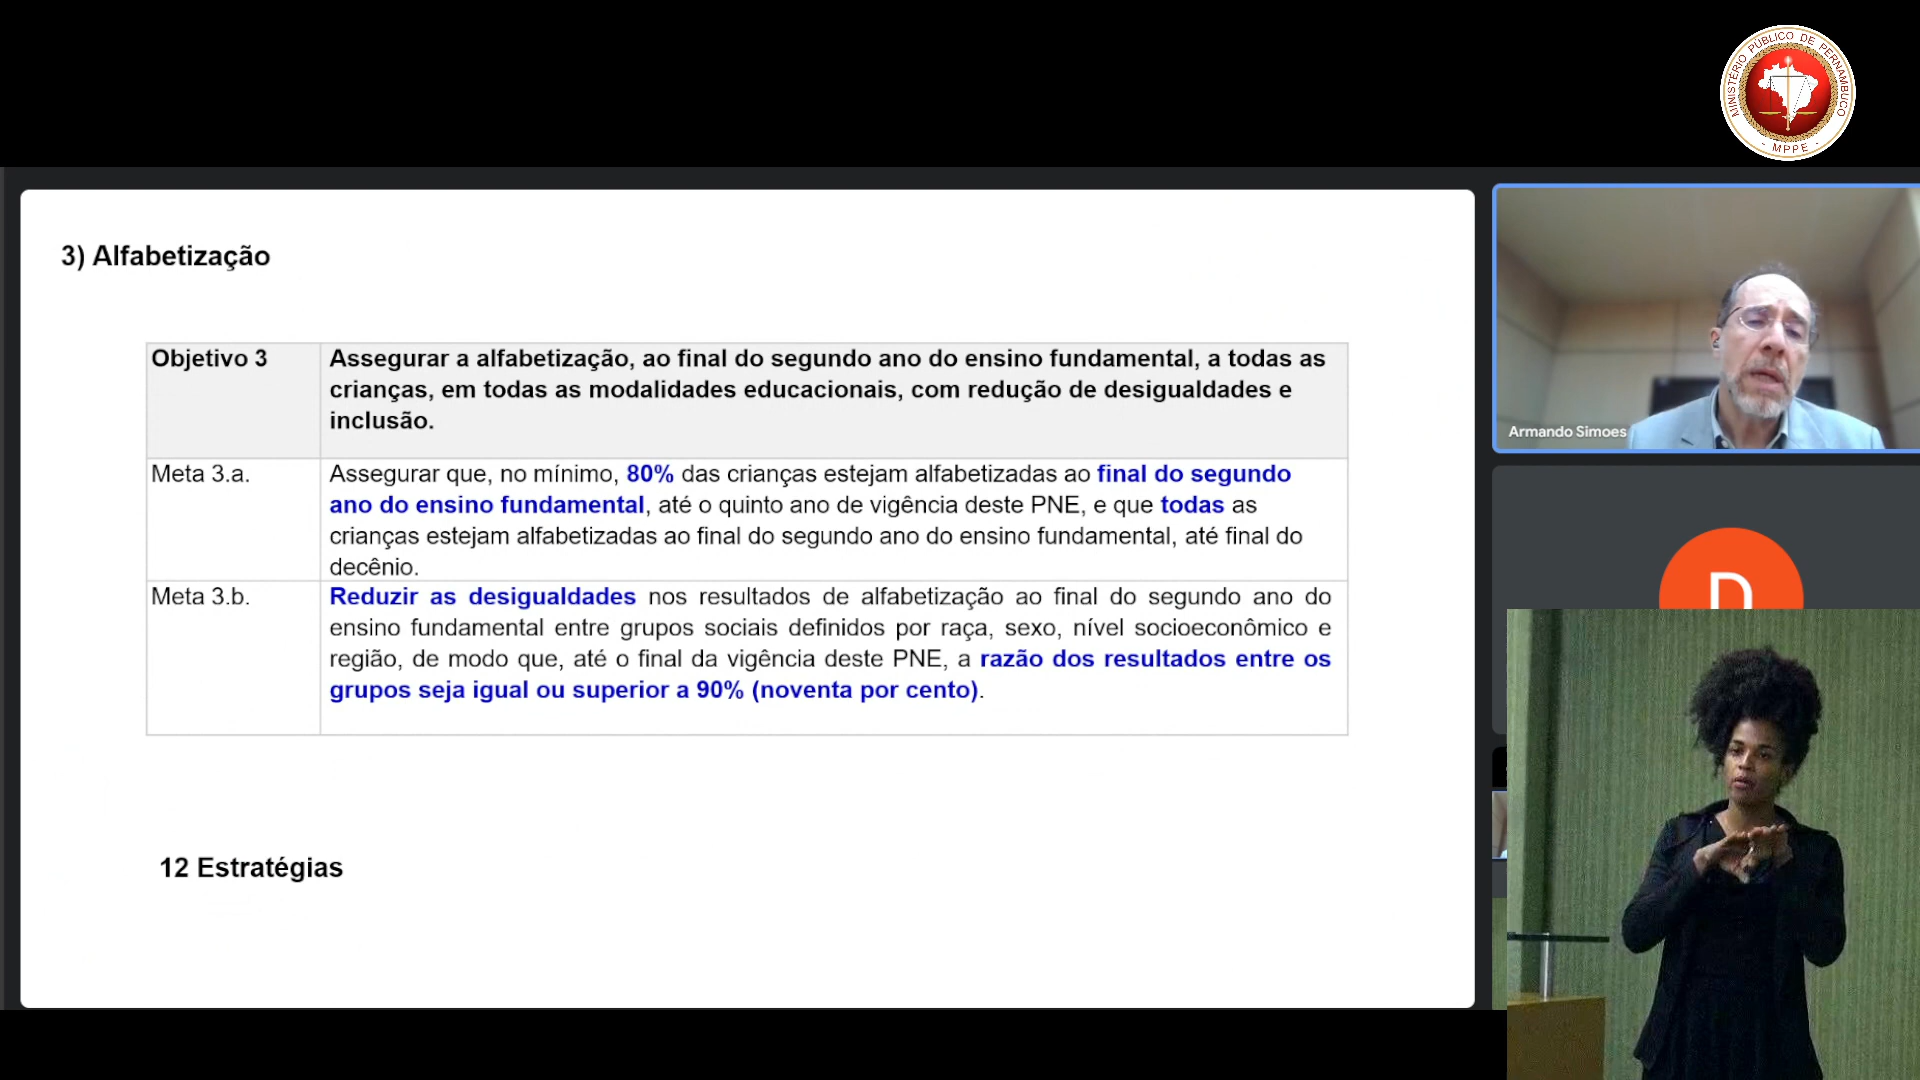 MINISTÉRIO PÚBLICO DE PERNAMBUCO
- MPPE -
3) Alfabetização
Objetivo 3
Assegurar a alfabetização, ao final do segundo ano do ensino fundamental, a todas as
crianças, em todas as modalidades educacionais, com redução de desigualdades e
inclusão.
Meta 3.a.
Assegurar que, no mínimo, 80% das crianças estejam alfabetizadas ao final do segundo
ano do ensino fundamental, até o quinto ano de vigência deste PNE, e que todas as
crianças estejam alfabetizadas ao final do segundo ano do ensino fundamental, até final do
decênio.
Meta 3.b.
Reduzir as desigualdades nos resultados de alfabetização ao final do segundo ano do
ensino fundamental entre grupos sociais definidos por raça, sexo, nível socioeconômico e
região, de modo que, até o final da vigência deste PNE, a razão dos resultados entre os
grupos seja igual ou superior a 90% (noventa por cento).
12 Estratégias
Armando Simoes
D